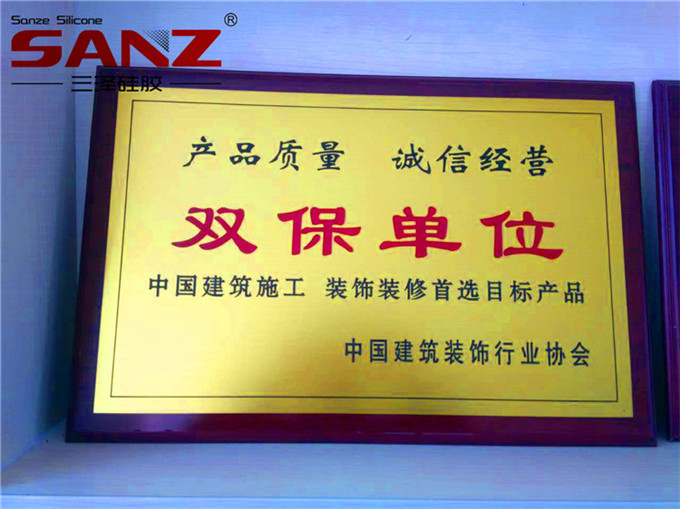 Sanze Silicone ®
SANZ
三泽硅胶
产品质量 诚信经营
双保单位
中国建筑施工 装饰装修首选目标产品
中国建筑装饰行业协会